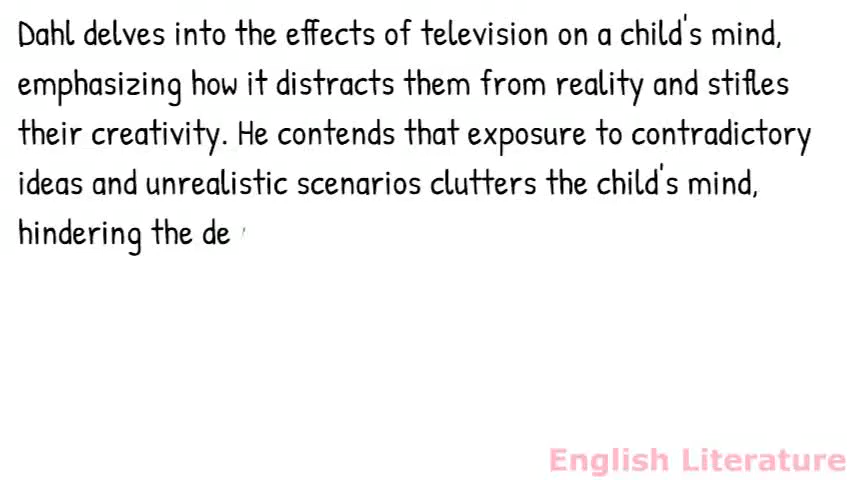 Dahl delves into the effects of television on a child's mind,
emphasizing how it distracts them from reality and stifles
their creativity. He contends that exposure to contradictory
ideas and unrealistic scenarios clutters the child's mind,
hindering the de
English Literature